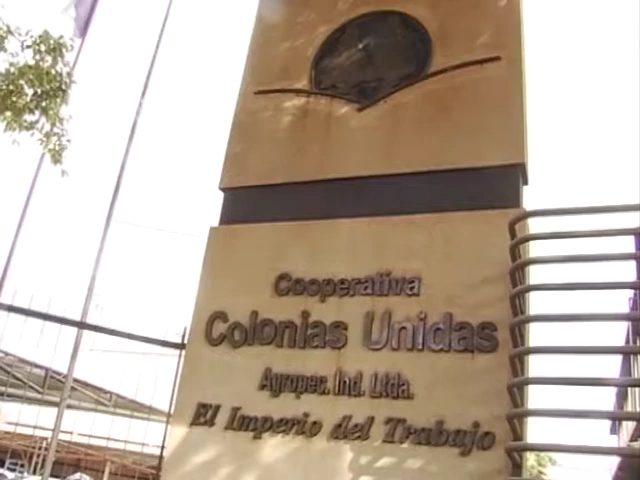 Cooperativa
Colonias Unidas
Agropec. Ind. Ltda.
El Imperio del Trabajo